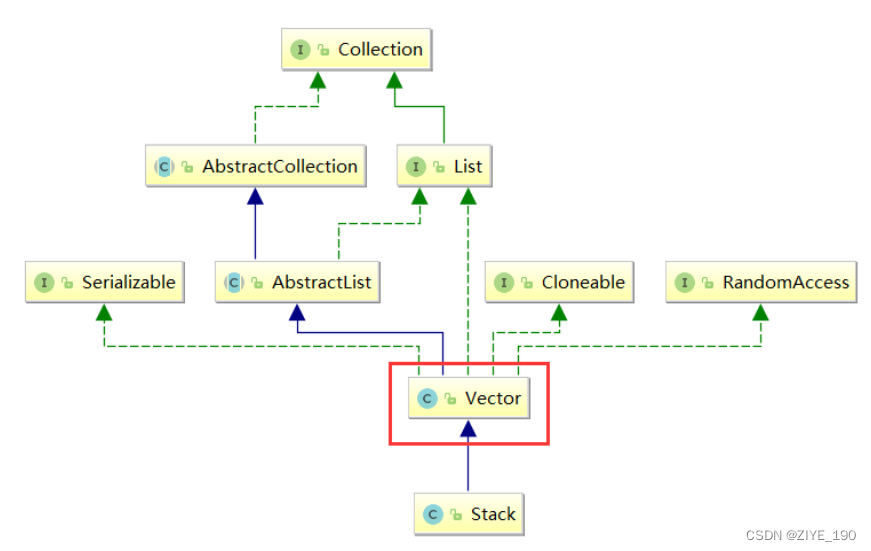 I Collection
C AbstractCollection
I List
I Serializable
C AbstractList
I Cloneable
I RandomAccess
C Vector
C Stack
CSDN @ZIYE_190